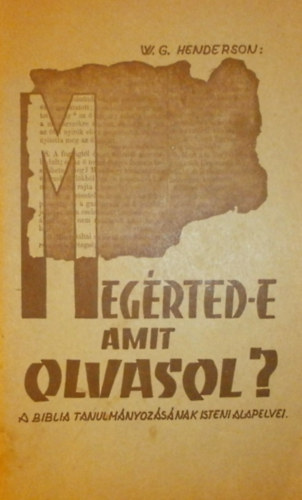 W. G. HENDERSON:
MEGÉRTED-E
AMIT
OLVASOL?
A BIBLIA TANULMÁNYOZÁSÁNAK ISTENI ALAPELVEI.